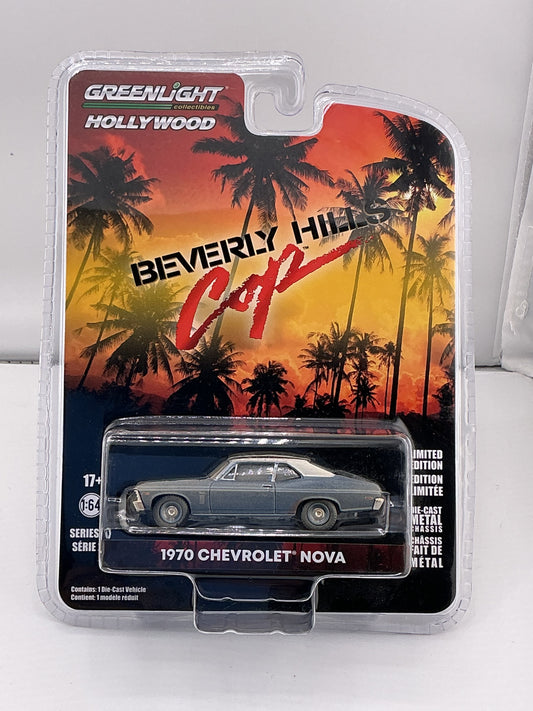 GREENLIGHT
collectibles
HOLLYWOOD
BEVERLY HILLS
Cop™
17+
1:64
LIMITED
EDITION
ÉDITION
LIMITÉE
DIE-CAST
METAL
CHASSIS
CHÂSSIS
FAIT DE
MÉTAL
SERIES
SÉRIE
1970 CHEVROLET® NOVA
Contains: 1 Die-Cast Vehicle
Contient: 1 modèle réduit